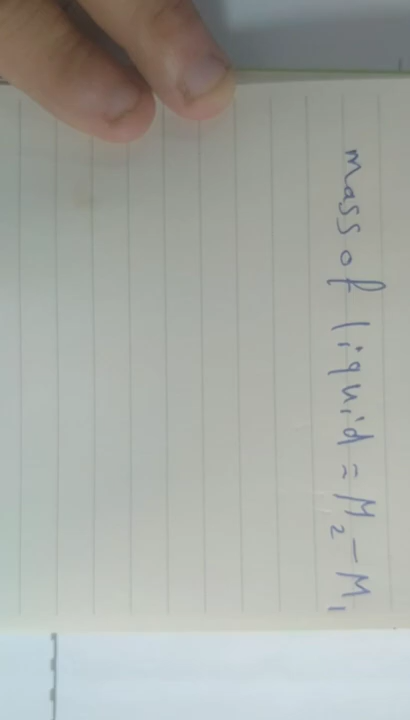 mass of liquid = M₂ - M₁